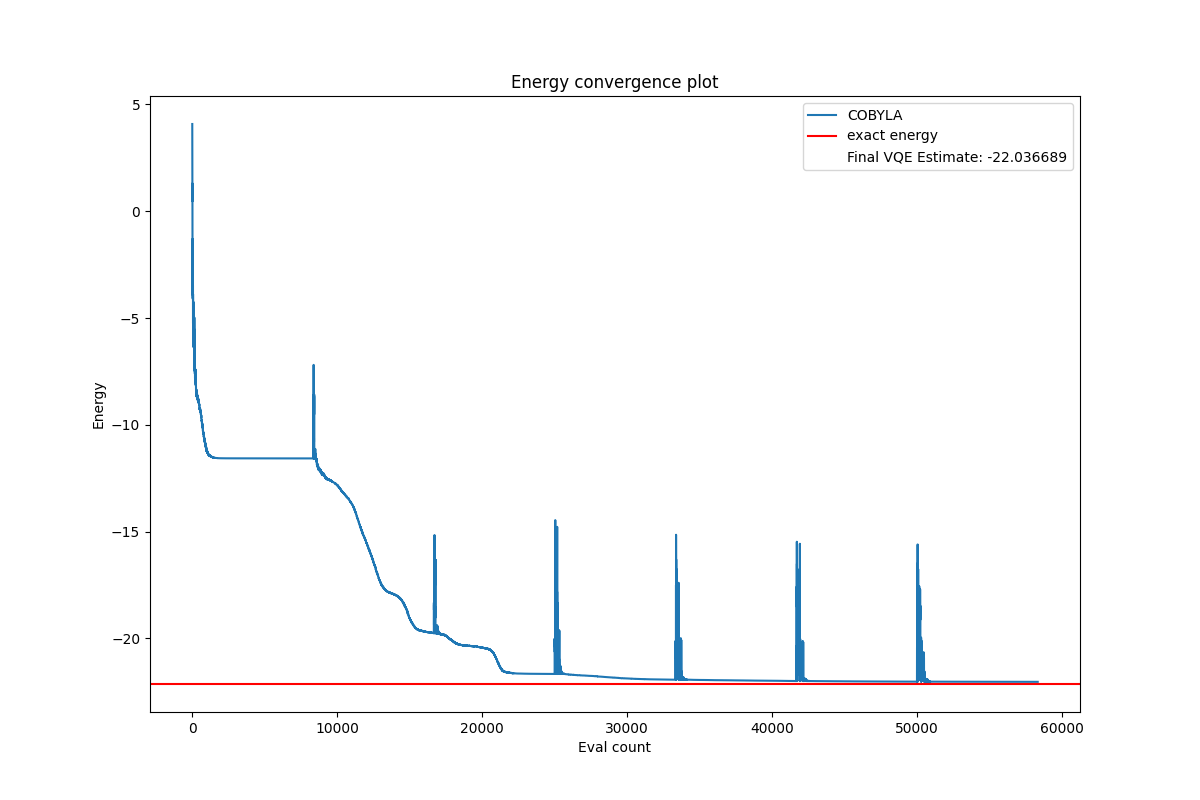 Energy convergence plot
COBYLA
exact energy
Final VQE Estimate: -22.036689
5
0
−5
−10
−15
−20
Energy
0 10000 20000 30000 40000 50000 60000
Eval count